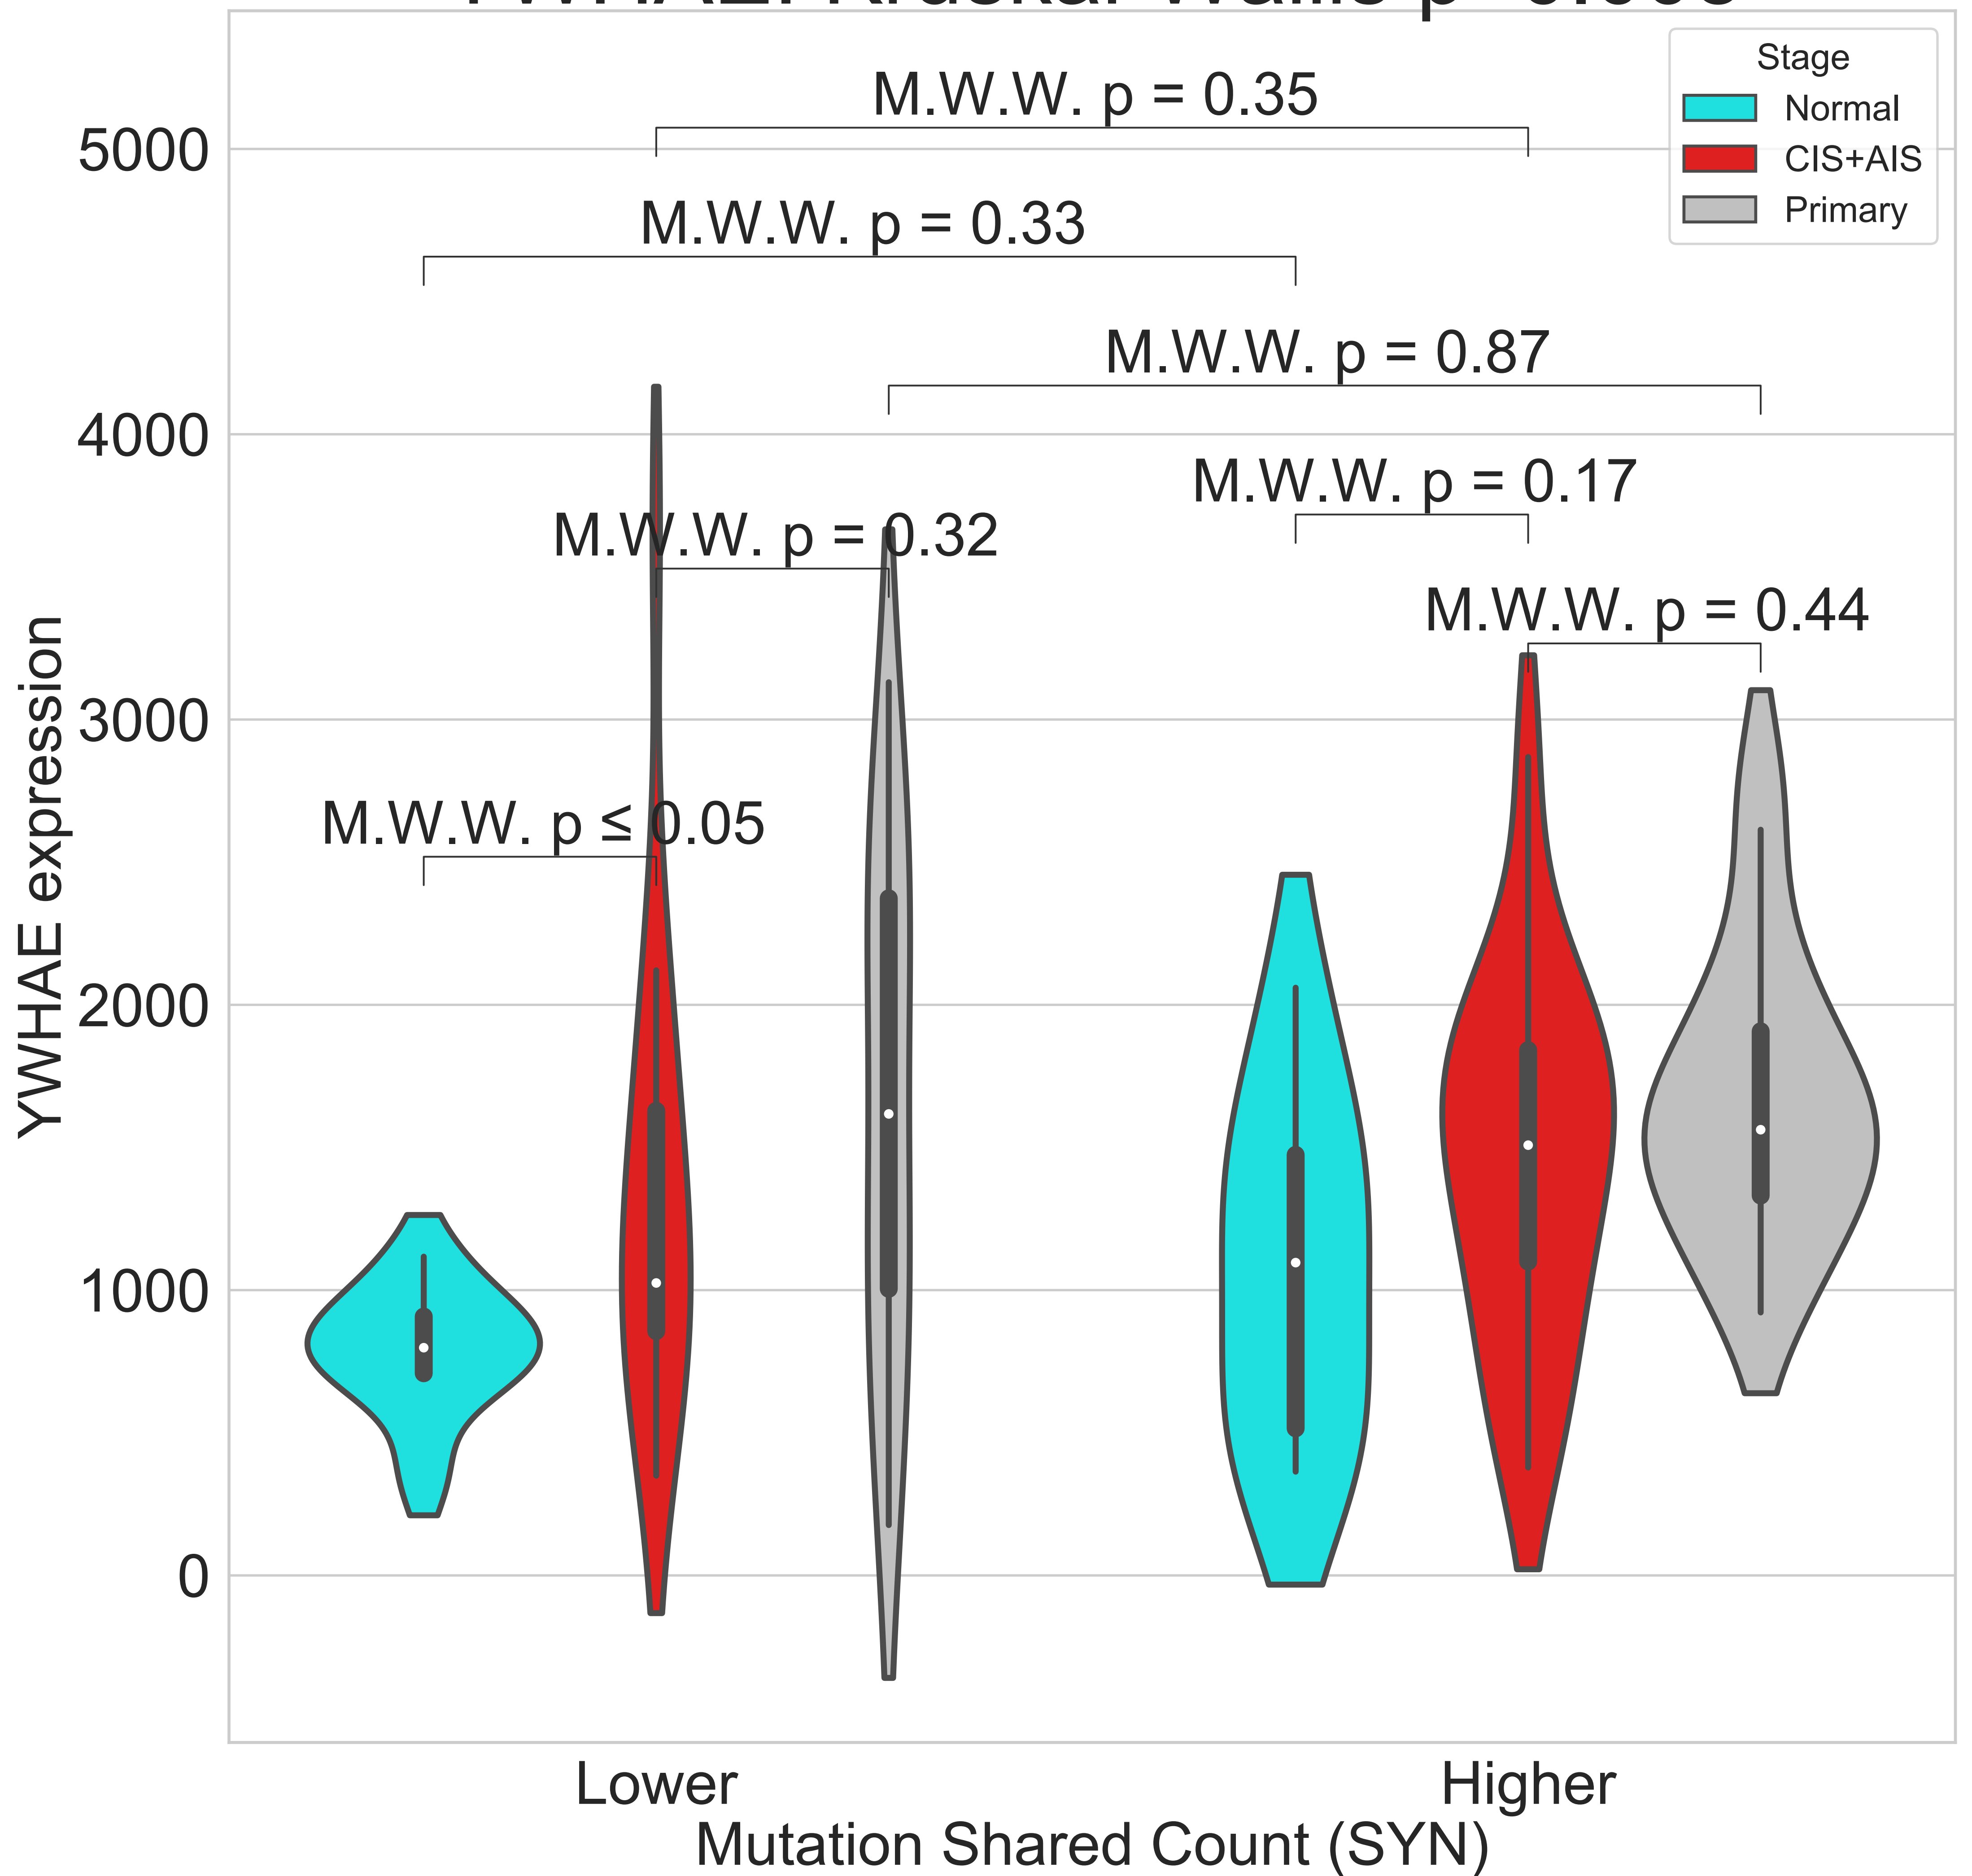 Stage
Normal
CIS+AIS
Primary
M.W.W. p = 0.35
M.W.W. p = 0.33
M.W.W. p = 0.87
M.W.W. p = 0.17
M.W.W. p = 0.32
M.W.W. p = 0.44
M.W.W. p ≤ 0.05
5000
4000
3000
2000
1000
0
YWHAE expression
Lower
Higher
Mutation Shared Count (SYN)